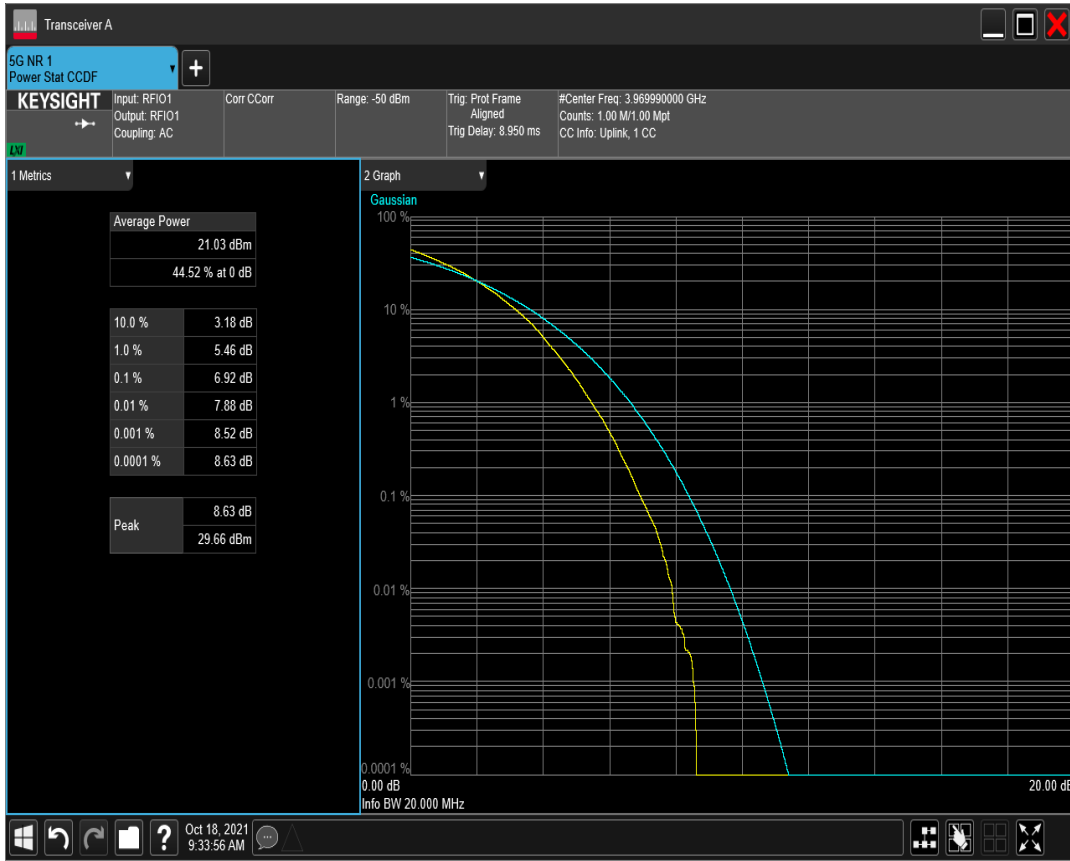 Transceiver A
5G NR 1
Power Stat CCDF
KEYSIGHT
LXI
Input: RFIO1
Output: RFIO1
Coupling: AC
Corr CCorr
Range: -50 dBm
Trig: Prot Frame
Aligned
Trig Delay: 8.950 ms
#Center Freq: 3.969990000 GHz
Counts: 1.00 M/1.00 Mpt
CC Info: Uplink, 1 CC
1 Metrics
Average Power
21.03 dBm
44.52 % at 0 dB
10.0 % 3.18 dB
1.0 % 5.46 dB
0.1 % 6.92 dB
0.01 % 7.88 dB
0.001 % 8.52 dB
0.0001 % 8.63 dB
Peak
8.63 dB
29.66 dBm
2 Graph
Gaussian
100 %
10 %
1 %
0.1 %
0.01 %
0.001 %
0.0001 %
0.00 dB 20.00 dB
Info BW 20.000 MHz
?
Oct 18, 2021
9:33:56 AM